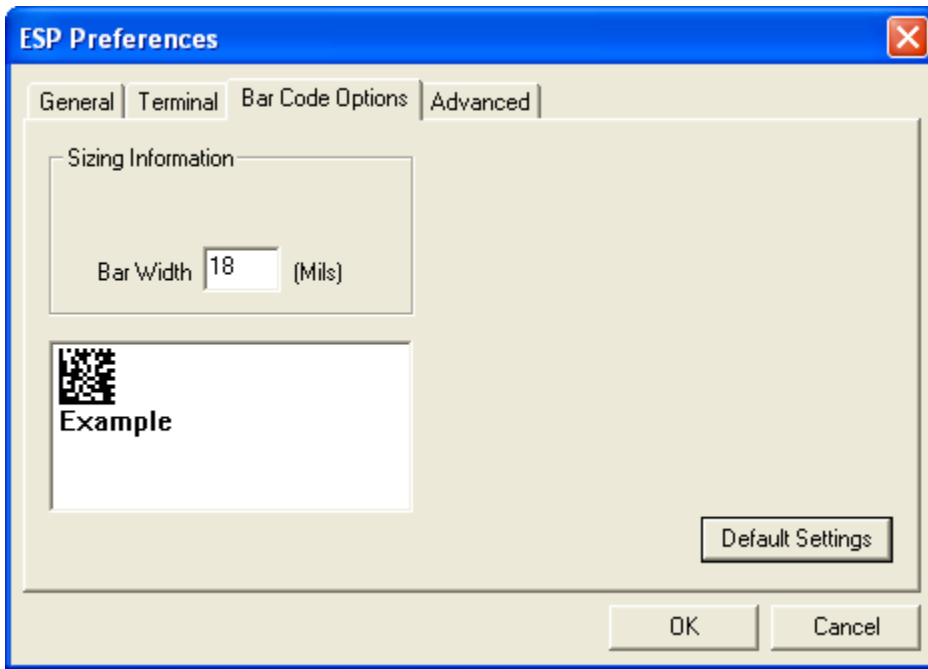 ESP Preferences
General Terminal Bar Code Options Advanced
Sizing Information
Bar Width 18 (Mils)
Example
Default Settings
OK Cancel